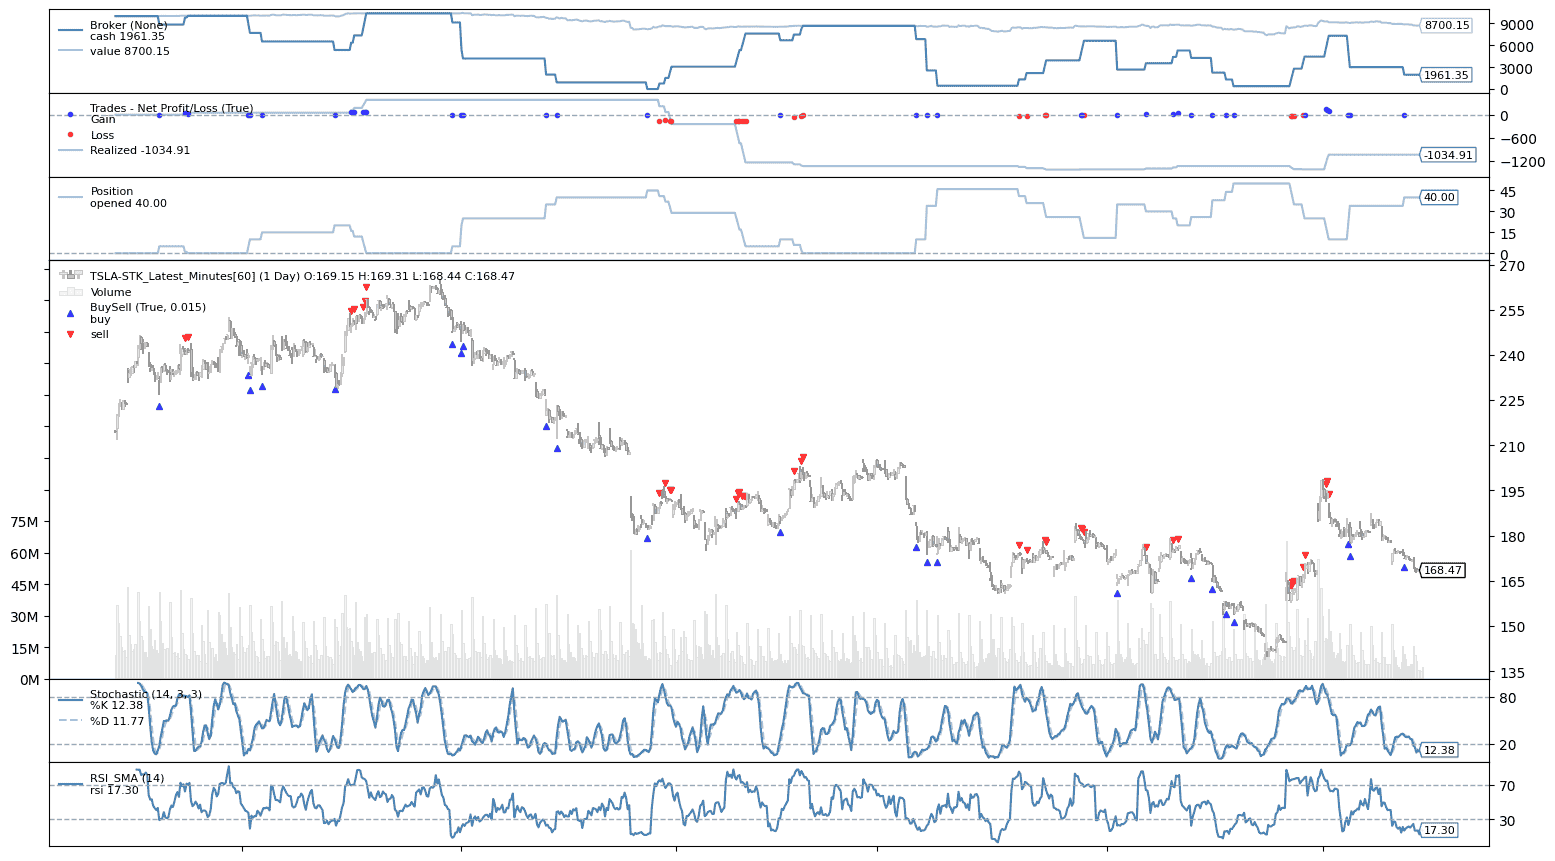 Broker (None)
cash 1961.35
value 8700.15
8700.15
1961.35
9000
6000
3000
0
Trades - Net Profit/Loss (True)
Gain
Loss
Realized -1034.91
-1034.91
0
−600
−1200
Position
opened 40.00
40.00
45
30
15
0
TSLA-STK_Latest_Minutes[60] (1 Day) O:169.15 H:169.31 L:168.44 C:168.47
Volume
BuySell (True, 0.015)
buy
sell
168.47
270
255
240
225
210
195
180
165
150
135
75M
60M
45M
30M
15M
0M
Stochastic (14, 3, 3)
%K 12.38
%D 11.77
12.38
80
20
RSI_SMA (14)
rsi 17.30
17.30
70
30